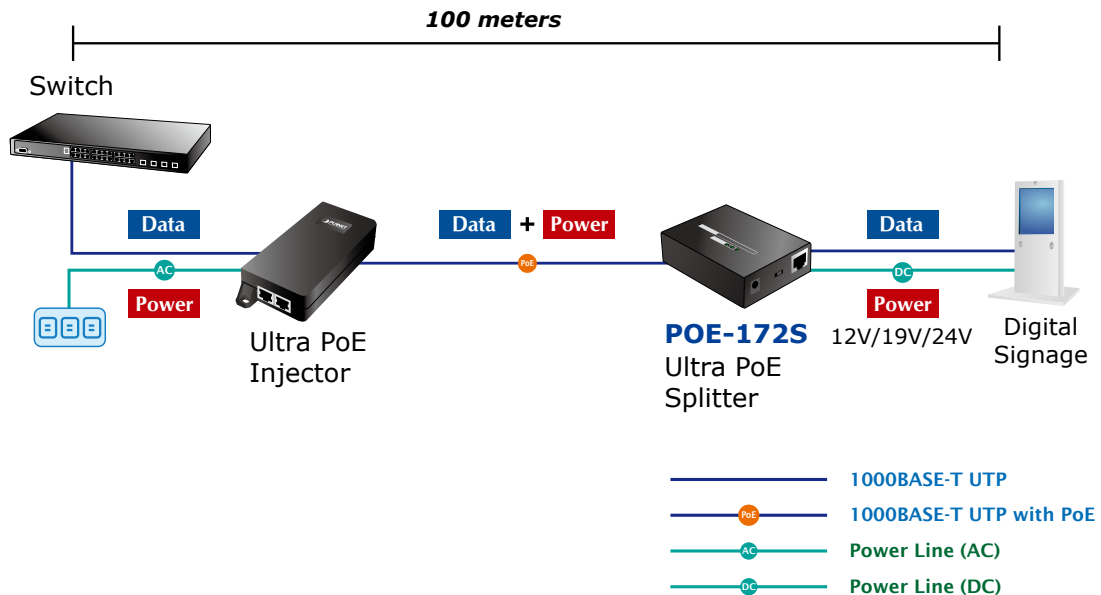 100 meters
Switch
Data
Data + Power
Data
AC
PoE
DC
Power
Power
PLANET
Ultra PoE
Injector
POE-172S
Ultra PoE
Splitter
12V/19V/24V
Digital
Signage
1000BASE-T UTP
PoE 1000BASE-T UTP with PoE
AC Power Line (AC)
DC Power Line (DC)